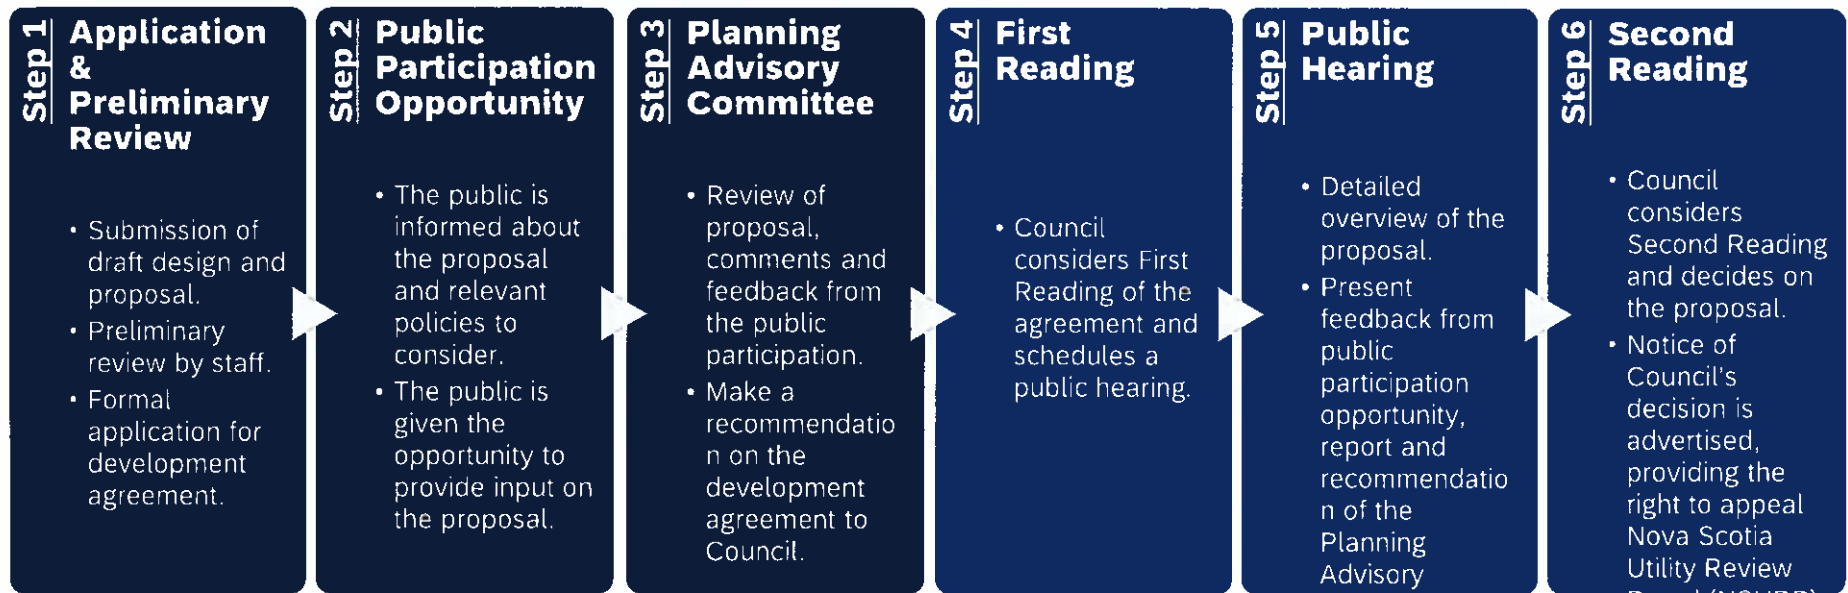 Step 1
Application
&
Preliminary
Review
• Submission of
draft design and
proposal.
• Preliminary
review by staff.
• Formal
application for
development
agreement.
Step 2
Public
Participation
Opportunity
• The public is
informed about
the proposal
and relevant
policies to
consider.
• The public is
given the
opportunity to
provide input on
the proposal.
Step 3
Planning
Advisory
Committee
• Review of
proposal,
comments and
feedback from
the public
participation.
• Make a
recommendatio
n on the
development
agreement to
Council.
Step 4
First
Reading
• Council
considers First
Reading of the
agreement and
schedules a
public hearing.
Step 5
Public
Hearing
• Detailed
overview of the
proposal.
• Present
feedback from
public
participation
opportunity,
report and
recommendatio
n of the
Planning
Advisory
Step 6
Second
Reading
• Council
considers
Second Reading
and decides on
the proposal.
• Notice of
Council's
decision is
advertised,
providing the
right to appeal
Nova Scotia
Utility Review